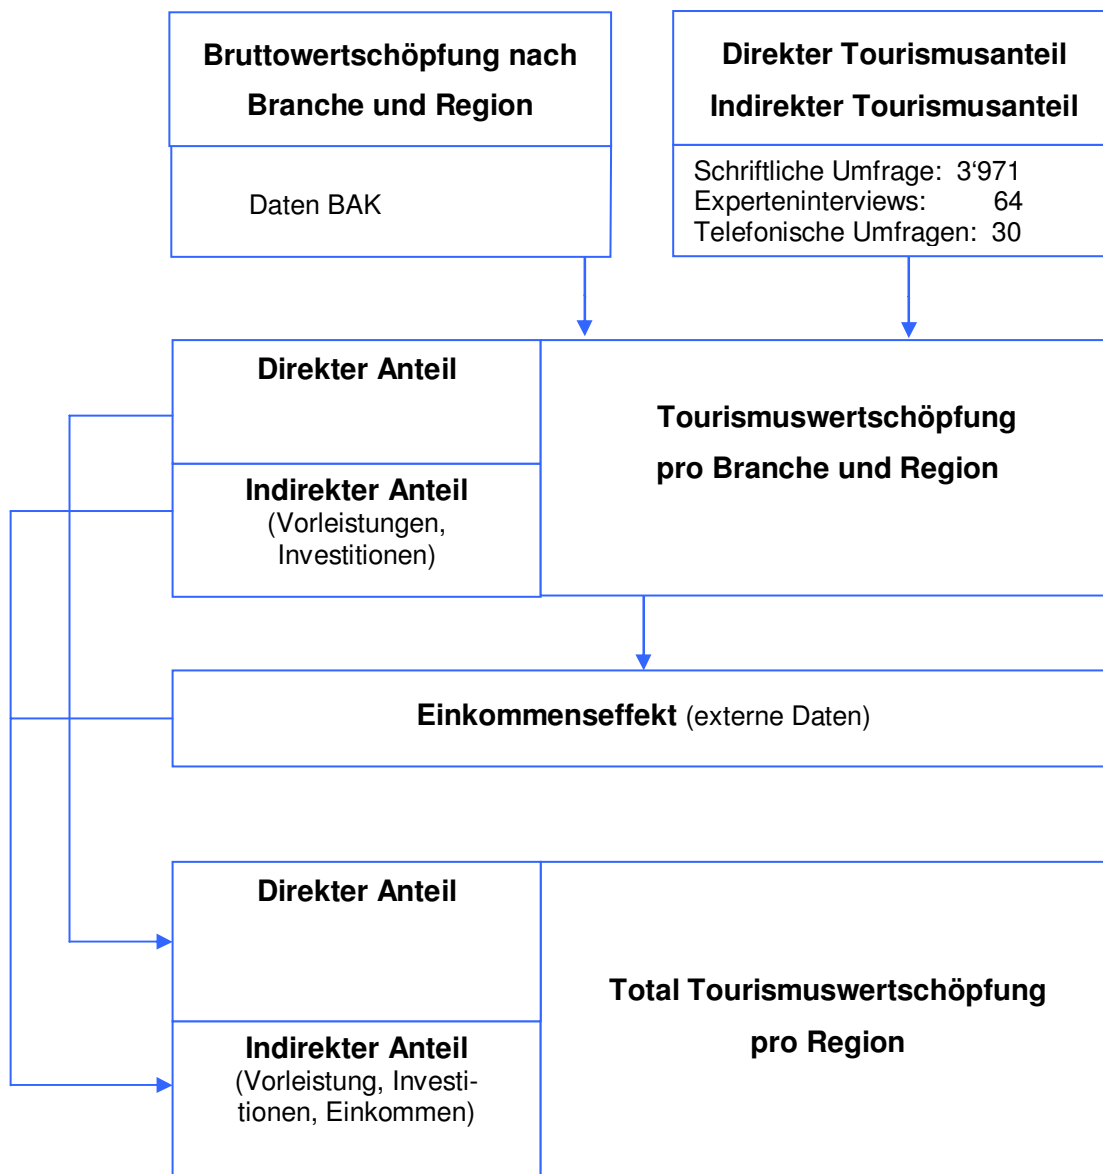 Bruttowertschöpfung nach
Branche und Region
Daten BAK
Direkter Tourismusanteil
Indirekter Tourismusanteil
Schriftliche Umfrage: 3‘971
Experteninterviews: 64
Telefonische Umfragen: 30
Direkter Anteil
Indirekter Anteil
(Vorleistungen,
Investitionen)
Tourismuswertschöpfung
pro Branche und Region
Einkommenseffekt (externe Daten)
Direkter Anteil
Indirekter Anteil
(Vorleistung, Investi-
tionen, Einkommen)
Total Tourismuswertschöpfung
pro Region